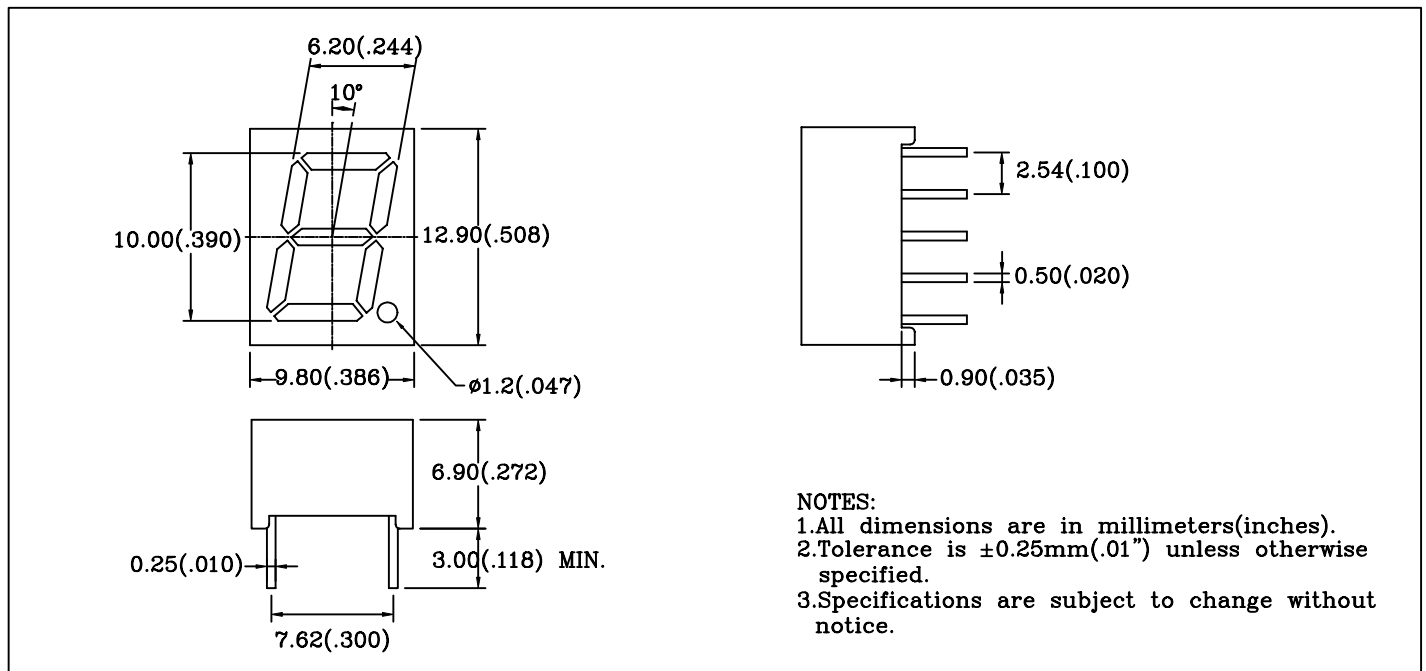 6.20(.244)
10°
10.00(.390)
12.90(.508)
9.80(.386)
ø1.2(.047)
2.54(.100)
0.50(.020)
0.90(.035)
6.90(.272)
0.25(.010)
3.00(.118) MIN.
7.62(.300)
NOTES:
1.All dimensions are in millimeters(inches).
2.Tolerance is ±0.25mm(.01") unless otherwise
specified.
3.Specifications are subject to change without
notice.